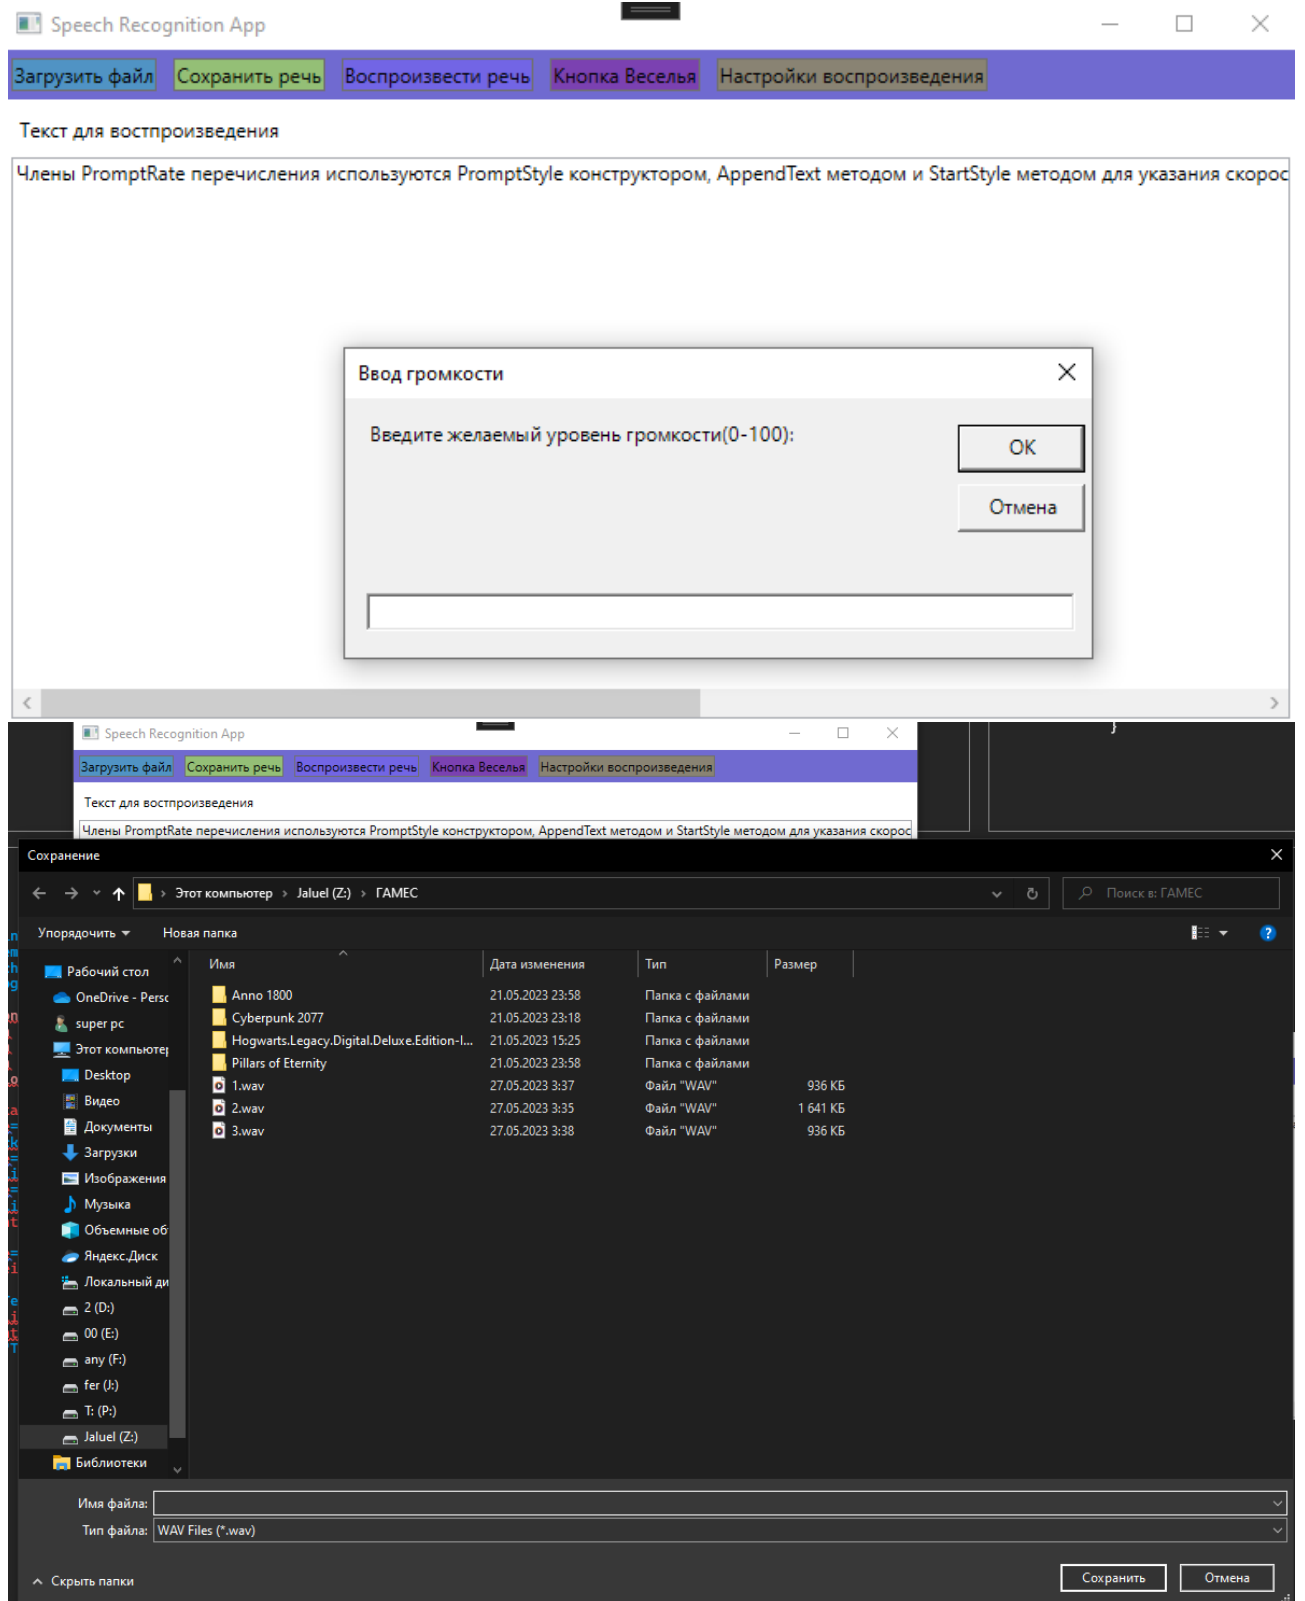 Speech Recognition App
Загрузить файл Сохранить речь Воспроизвести речь Кнопка Веселья Настройки воспроизведения
Текст для востпроизведения
Члены PromptRate перечисления используются PromptStyle конструктором, AppendText методом и StartStyle методом для указания скорос
Ввод громкости
Введите желаемый уровень громкости(0-100):
OK
Отмена
Speech Recognition App
}
Загрузить файл Сохранить речь Воспроизвести речь Кнопка Веселья Настройки воспроизведения
Текст для востпроизведения
Члены PromptRate перечисления используются PromptStyle конструктором, AppendText методом и StartStyle методом для указания скорос
Сохранение
Этот компьютер › Jaluel (Z:) › ГАМЕС
Поиск в: ГАМЕС
Упорядочить Новая папка
Имя Дата изменения Тип Размер
Рабочий стол
OneDrive - Persc
super pc
Этот компьютер
Desktop
Видео
Документы
Загрузки
Изображения
Музыка
Объемные об
Яндекс.Диск
Локальный ди
2 (D:)
00 (E:)
any (F:)
fer (J:)
T: (P:)
Jaluel (Z:)
Библиотеки
Anno 1800 21.05.2023 23:58 Папка с файлами
Cyberpunk 2077 21.05.2023 23:18 Папка с файлами
Hogwarts.Legacy.Digital.Deluxe.Edition-I... 21.05.2023 15:25 Папка с файлами
Pillars of Eternity 21.05.2023 23:58 Папка с файлами
1.wav 27.05.2023 3:37 Файл "WAV" 936 КБ
2.wav 27.05.2023 3:35 Файл "WAV" 1 641 КБ
3.wav 27.05.2023 3:38 Файл "WAV" 936 КБ
Имя файла:
Тип файла: WAV Files (*.wav)
Скрыть папки
Сохранить Отмена